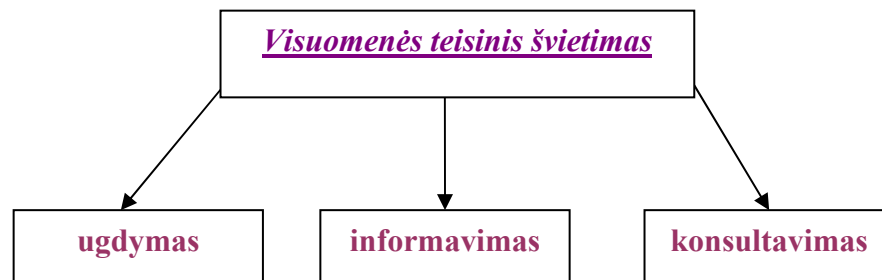 Visuomenės teisinis švietimas
ugdymas
informavimas
konsultavimas